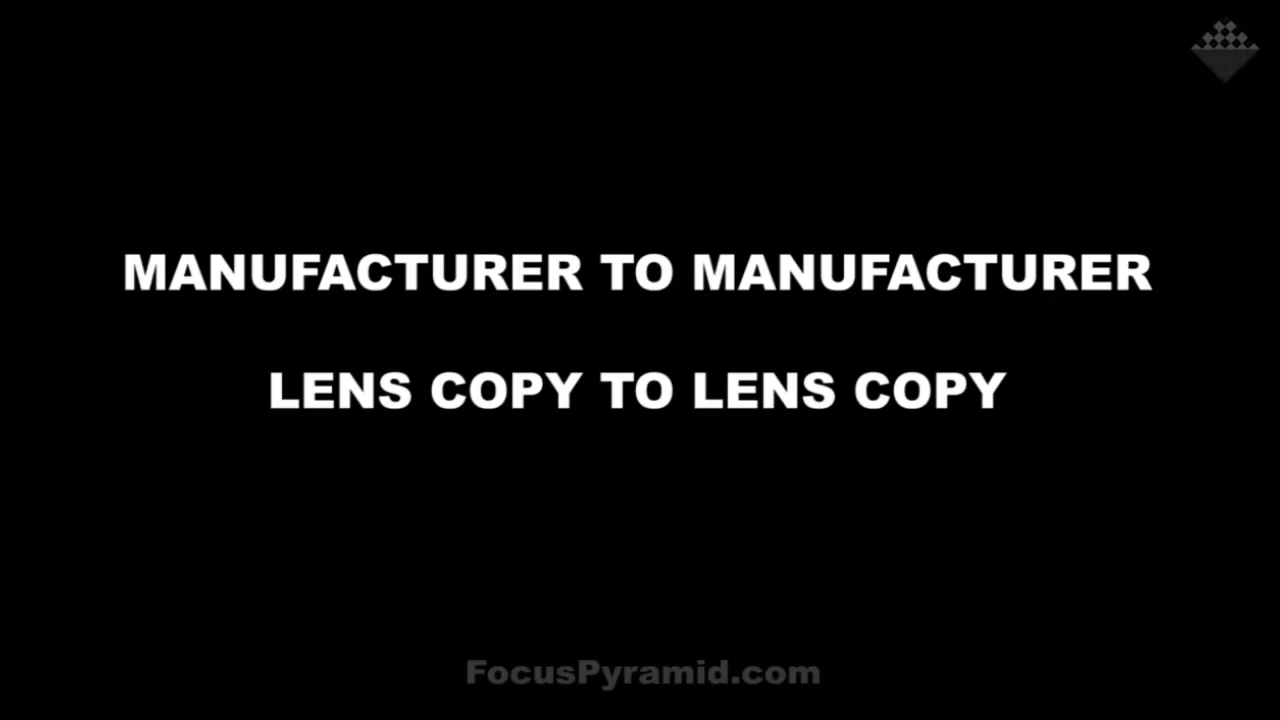 MANUFACTURER TO MANUFACTURER
LENS COPY TO LENS COPY
FocusPyramid.com